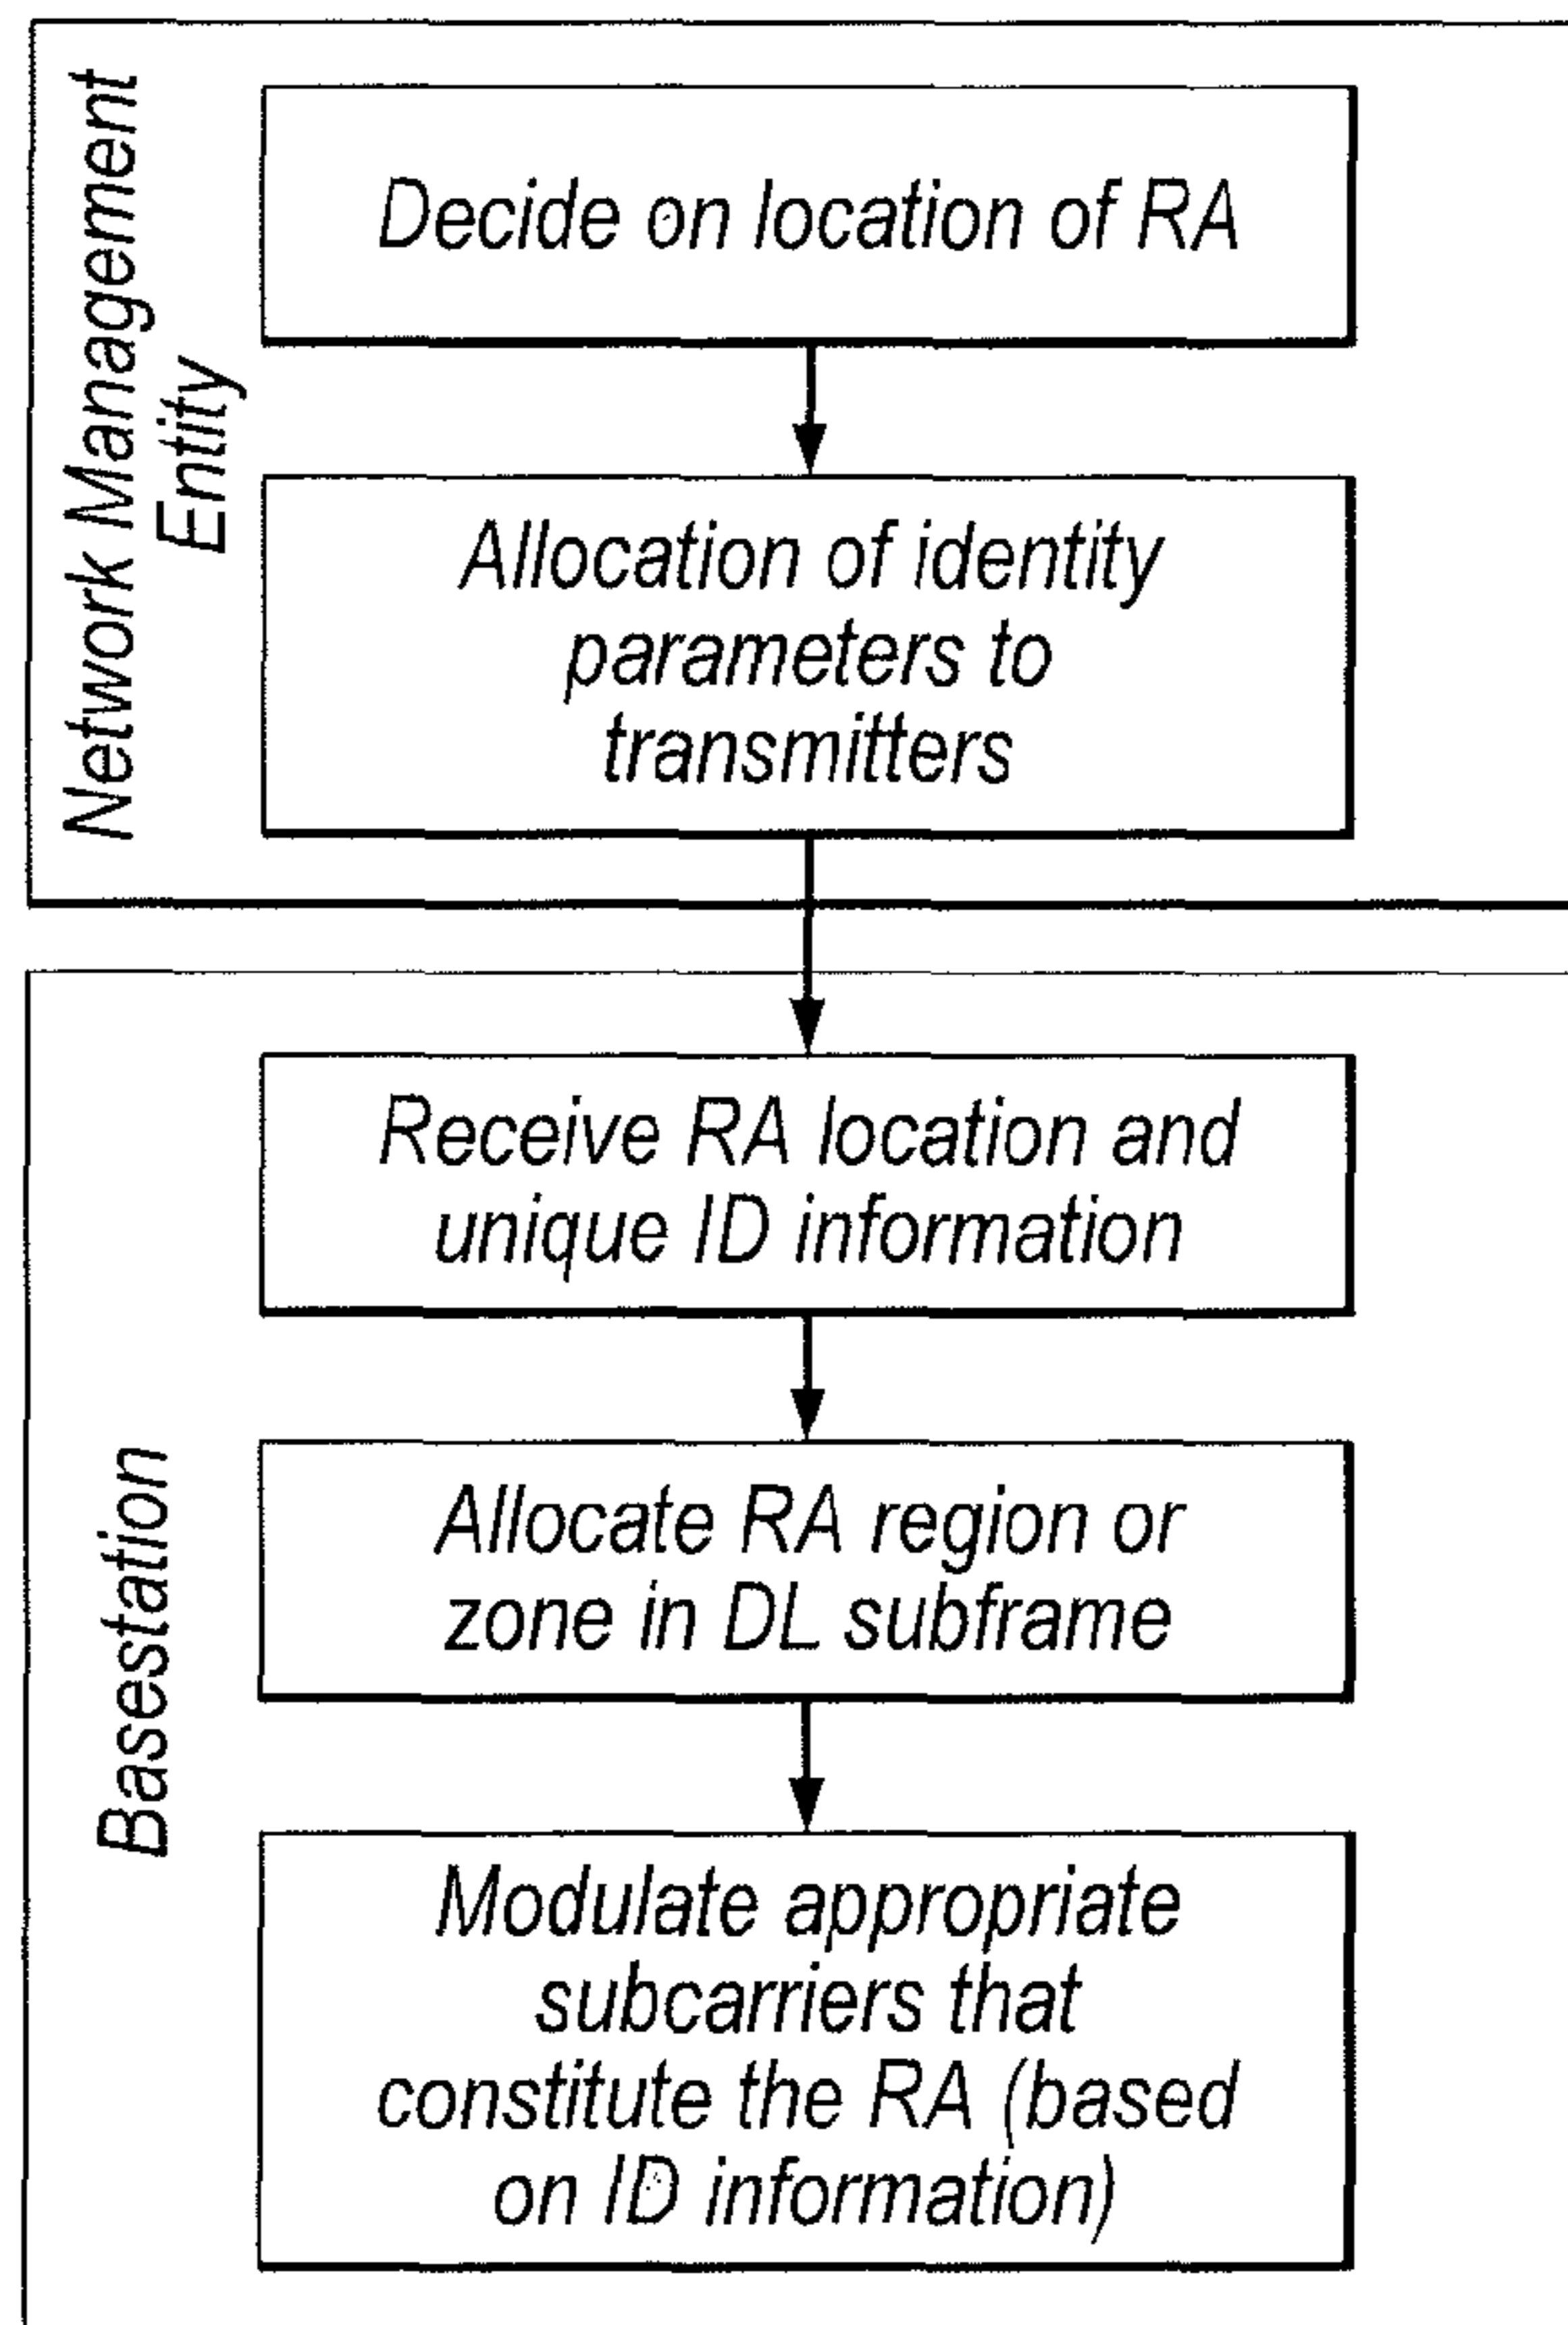 Network Management
Entity
Decide on location of RA
Allocation of identity
parameters to
transmitters
Basestation
Receive RA location and
unique ID information
Allocate RA region or
zone in DL subframe
Modulate appropriate
subcarriers that
constitute the RA (based
on ID information)